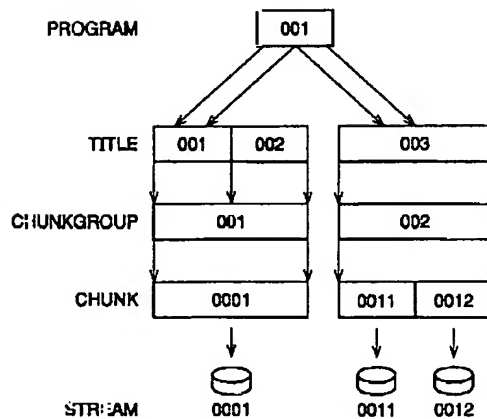 PROGRAM 001
TITLE 001 002 003
CHUNKGROUP 001 002
CHUNK 0001 0011 0012
STREAM 0001 0011 0012